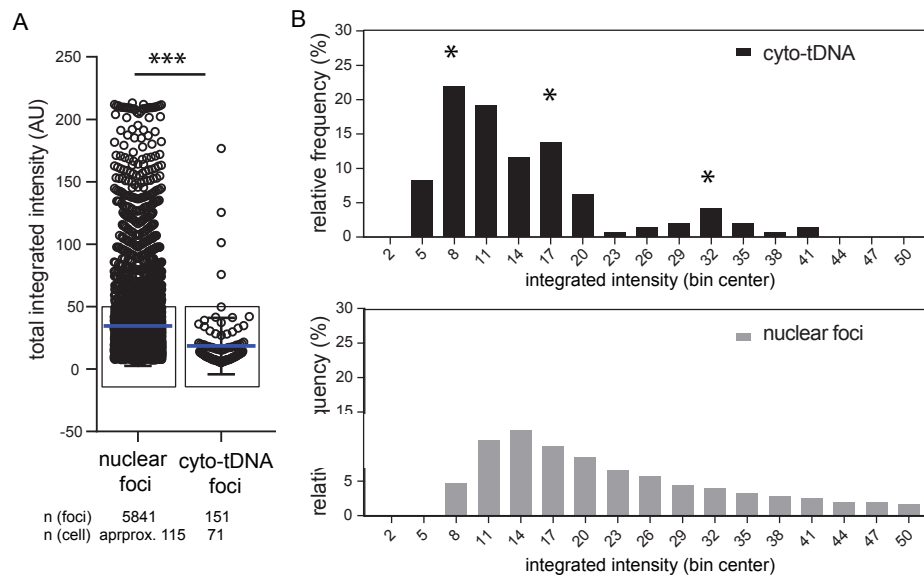 A
250
200
150
100
50
0
-50
total integrated intensity (AU)
***
nuclear foci
cyto-tDNA foci
n (foci) 5841 151
n (cell) aprprox. 115 71
B
30
25
20
15
10
5
0
relative frequency (%)
* * *
cyto-tDNA
2 5 8 11 14 17 20 23 26 29 32 35 38 41 44 47 50
integrated intensity (bin center)
30
25
20
15
5
0
relativ
quency (%)
nuclear foci
2 5 8 11 14 17 20 23 26 29 32 35 38 41 44 47 50
integrated intensity (bin center)